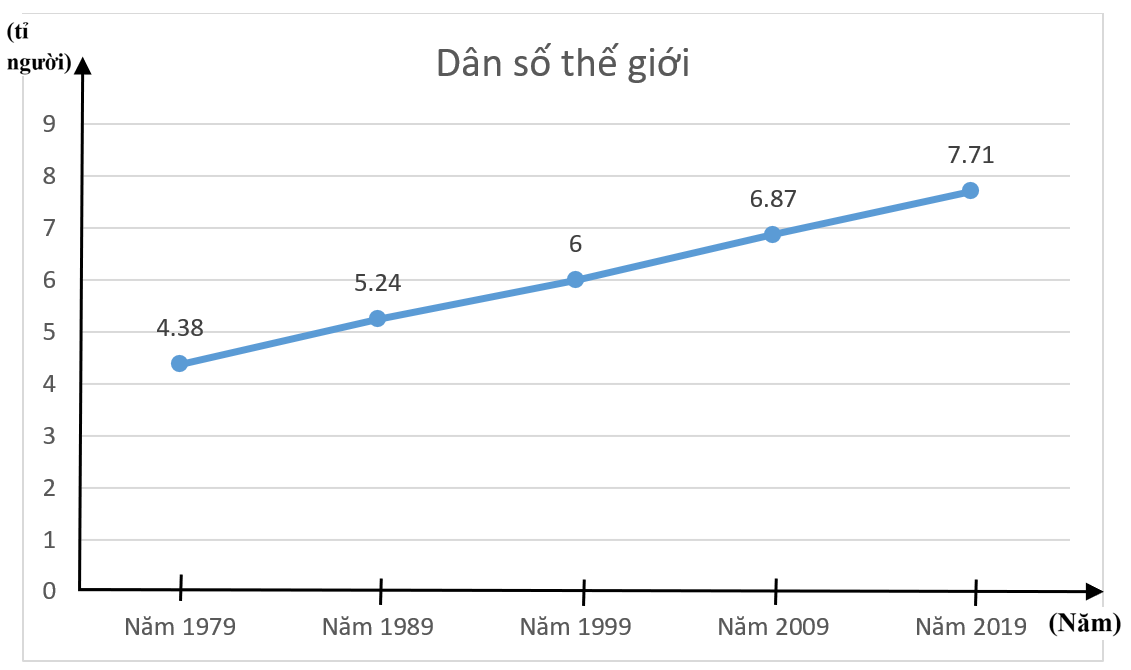 (tỉ
người)
Dân số thế giới
9
8
7
6
5
4
3
2
1
0
4.38
5.24
6
6.87
7.71
Năm 1979
Năm 1989
Năm 1999
Năm 2009
Năm 2019
(Năm)